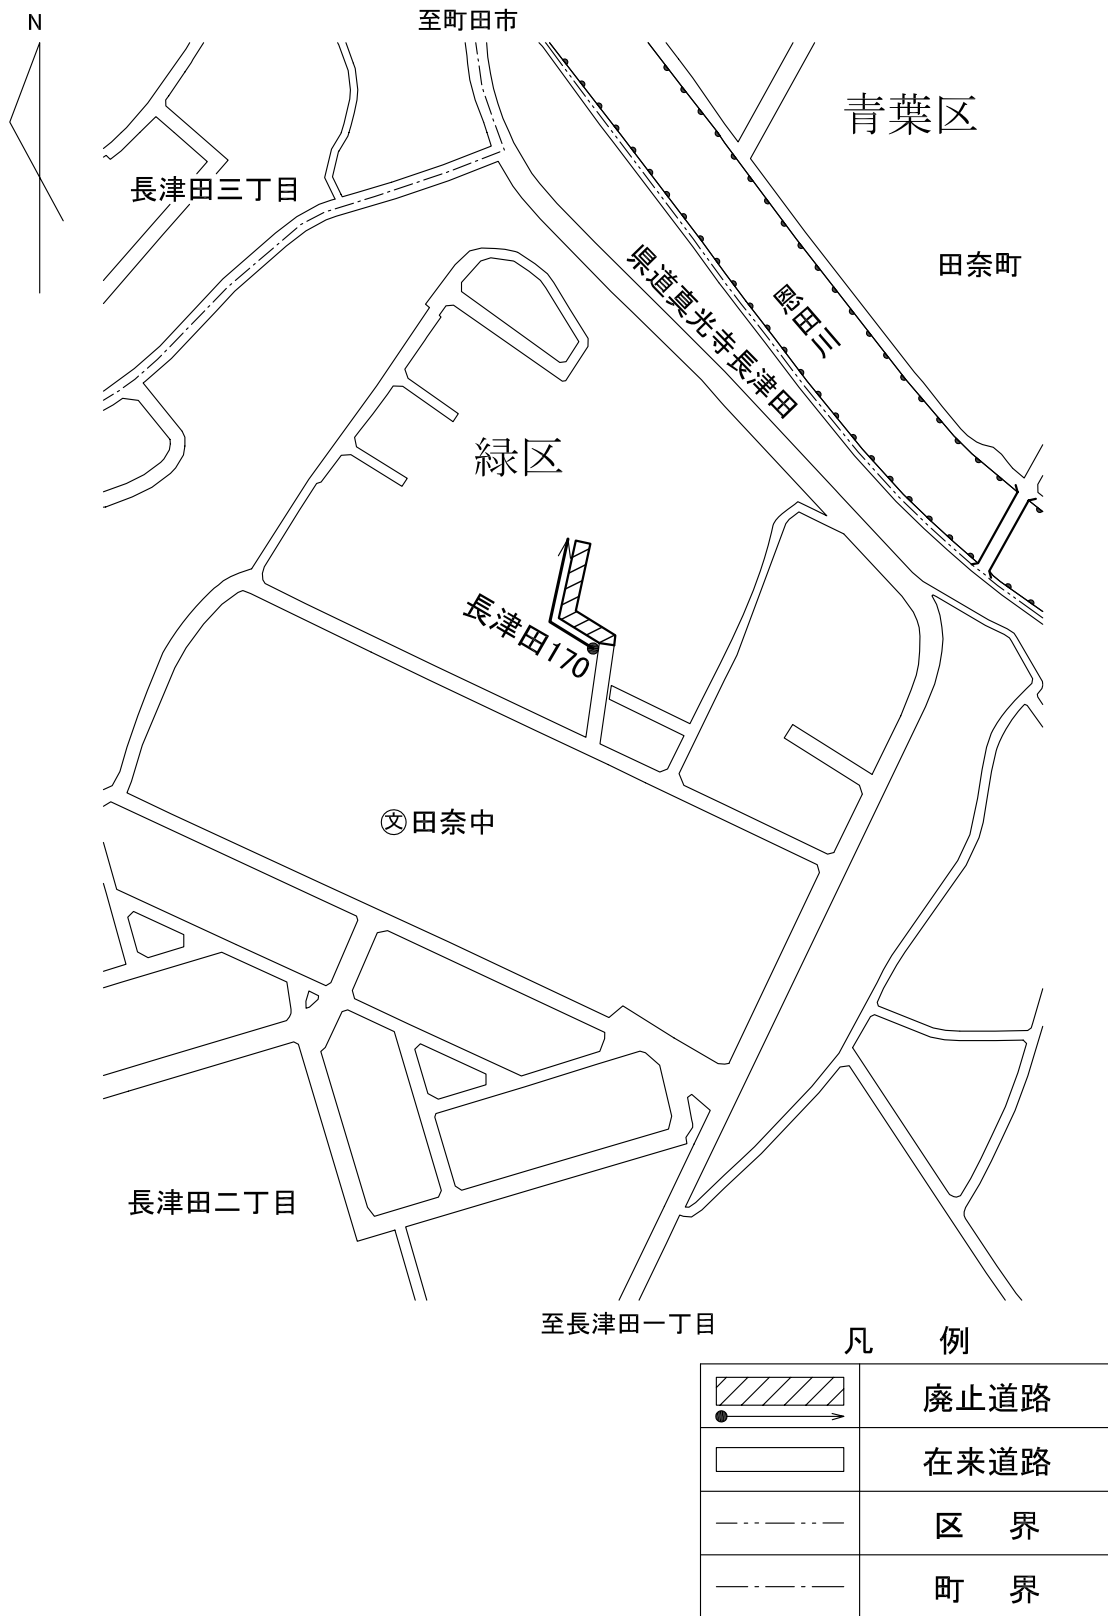 N
至町田市
青葉区
長津田三丁目
田奈町
県道真光寺長津田
恩田川
緑区
長津田170
文田奈中
長津田二丁目
至長津田一丁目
凡 例
廃止道路
在来道路
区 界
町 界